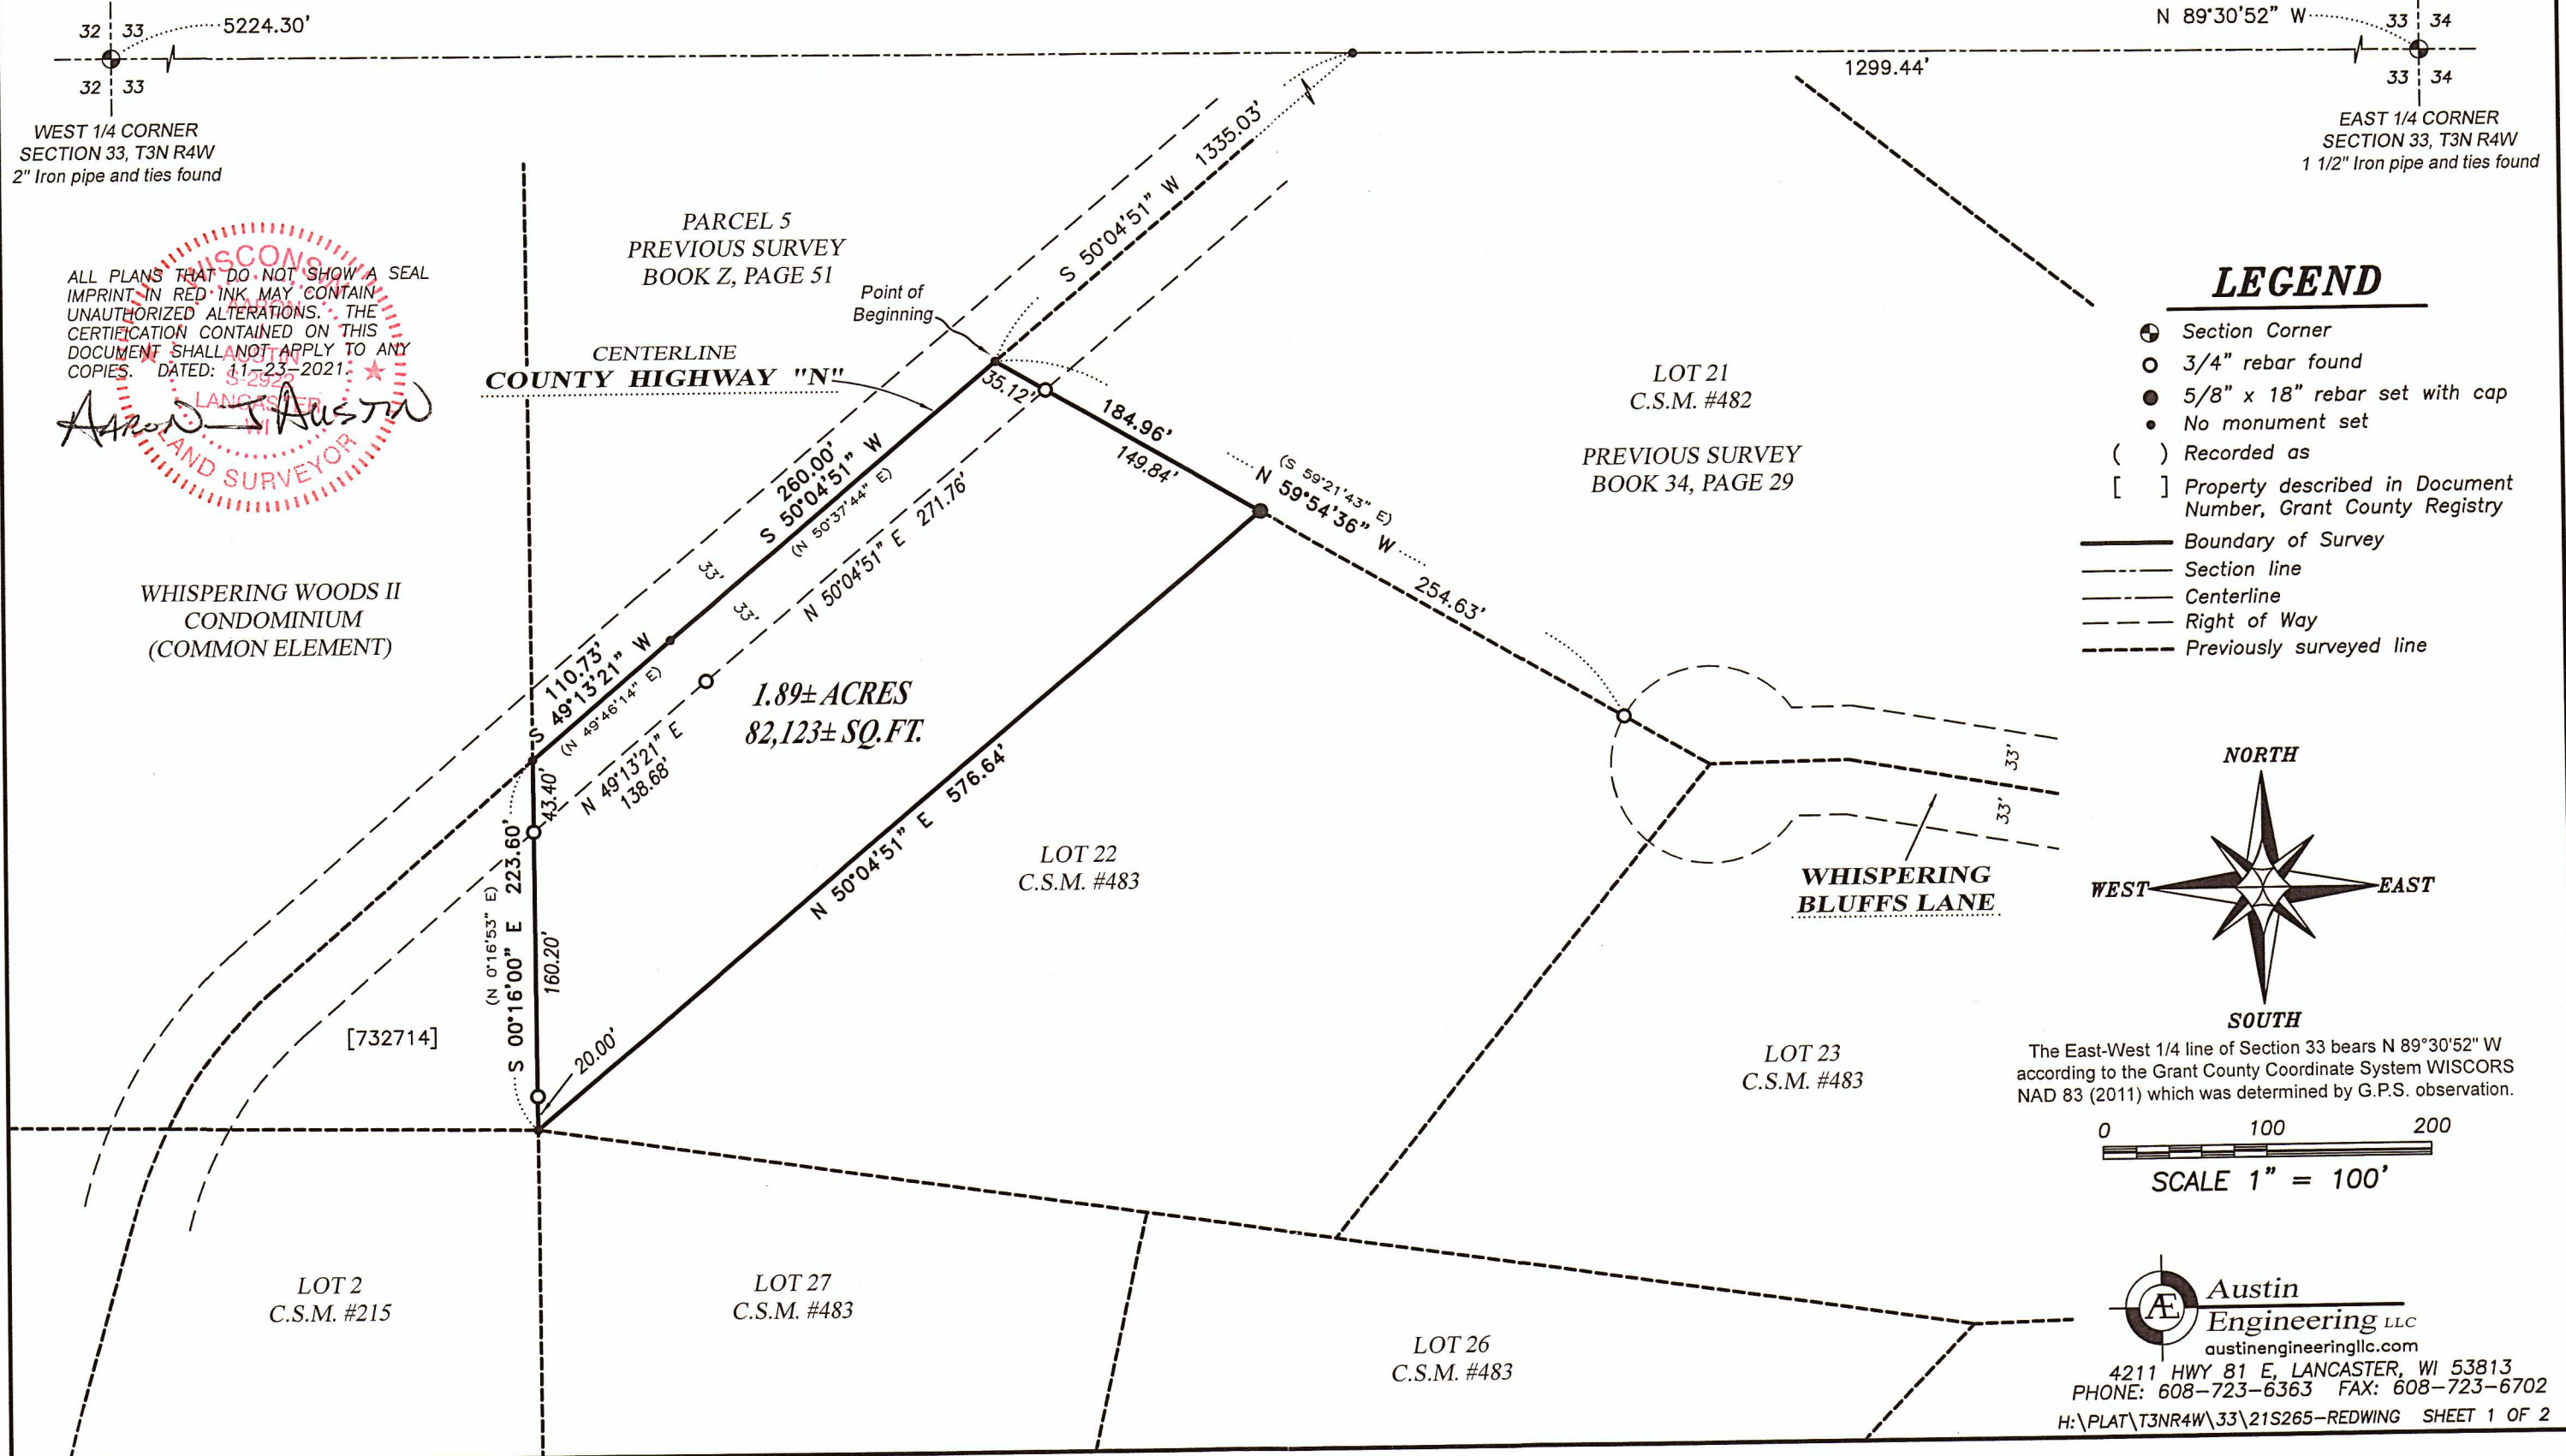 32 33
5224.30'
32 33
WEST 1/4 CORNER
SECTION 33, T3N R4W
2" Iron pipe and ties found
N 89°30'52" W
33 34
1299.44'
33 34
EAST 1/4 CORNER
SECTION 33, T3N R4W
1 1/2" Iron pipe and ties found
ALL PLANS THAT DO NOT SHOW A SEAL
IMPRINT IN RED INK MAY CONTAIN
UNAUTHORIZED ALTERATIONS. THE
CERTIFICATION CONTAINED ON THIS
DOCUMENT SHALL NOT APPLY TO ANY
COPIES. DATED: 11-23-2021.
WISCONSIN
AARON
J
AUSTIN
S-2922
LANCASTER
WI
LAND SURVEYOR
AARON J AUSTIN
PARCEL 5
PREVIOUS SURVEY
BOOK Z, PAGE 51
Point of
Beginning
CENTERLINE
COUNTY HIGHWAY "N"
S 50°04'51" W 1335.03'
35.12'
184.96'
149.84'
(S 59°21'43" E)
N 59°54'36" W
254.63'
LOT 21
C.S.M. #482
PREVIOUS SURVEY
BOOK 34, PAGE 29
260.00'
S 50°04'51" W
(N 50°37'44" E)
N 50°04'51" E 271.76'
33'
33'
110.73'
S 49°13'21" W
(N 49°46'14" E)
N 49°13'21" E
138.68'
1.89± ACRES
82,123± SQ.FT.
WHISPERING WOODS II
CONDOMINIUM
(COMMON ELEMENT)
43.40'
S 00°16'00" E 223.60'
(N 0°16'53" E)
160.20'
20.00'
N 50°04'51" E 576.64'
[732714]
LOT 22
C.S.M. #483
LOT 23
C.S.M. #483
33'
33'
WHISPERING
BLUFFS LANE
LOT 2
C.S.M. #215
LOT 27
C.S.M. #483
LOT 26
C.S.M. #483
LEGEND
Section Corner
3/4" rebar found
5/8" x 18" rebar set with cap
No monument set
( ) Recorded as
[ ] Property described in Document
Number, Grant County Registry
Boundary of Survey
Section line
Centerline
Right of Way
Previously surveyed line
NORTH
WEST
EAST
SOUTH
The East-West 1/4 line of Section 33 bears N 89°30'52" W
according to the Grant County Coordinate System WISCORS
NAD 83 (2011) which was determined by G.P.S. observation.
0 100 200
SCALE 1" = 100'
Æ
Austin
Engineering LLC
austinengineeringllc.com
4211 HWY 81 E, LANCASTER, WI 53813
PHONE: 608-723-6363 FAX: 608-723-6702
H:\PLAT\T3NR4W\33\21S265-REDWING SHEET 1 OF 2